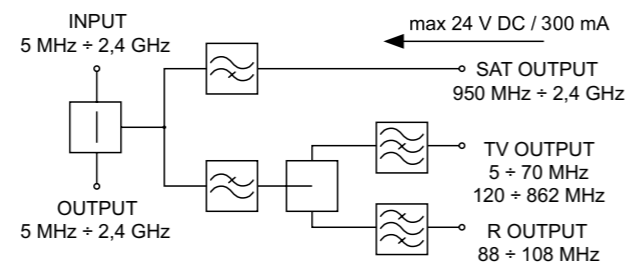 INPUT
5 MHz ÷ 2,4 GHz
max 24 V DC / 300 mA
SAT OUTPUT
950 MHz ÷ 2,4 GHz
TV OUTPUT
5 ÷ 70 MHz
120 ÷ 862 MHz
OUTPUT
5 MHz ÷ 2,4 GHz
R OUTPUT
88 ÷ 108 MHz